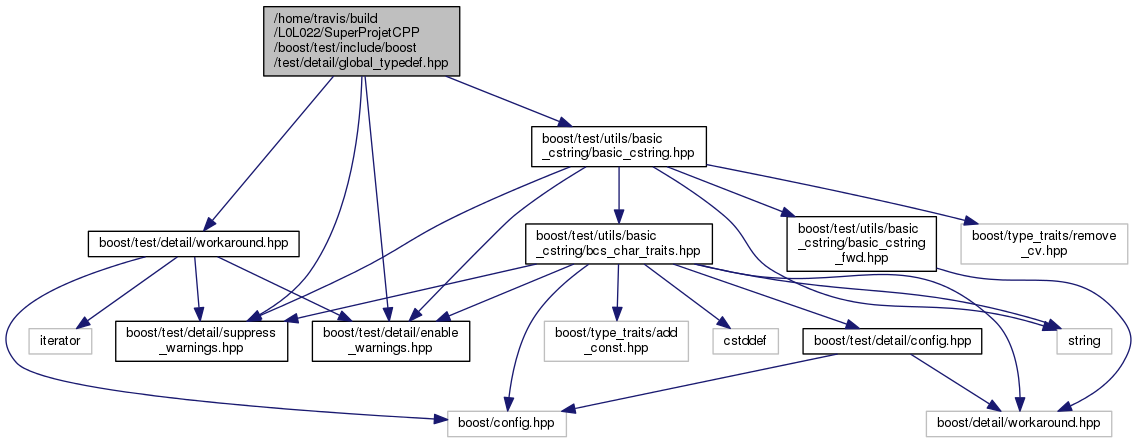 /home/travis/build
/L0L022/SuperProjetCPP
/boost/test/include/boost
/test/detail/global_typedef.hpp
boost/test/utils/basic
_cstring/basic_cstring.hpp
boost/test/detail/workaround.hpp
boost/test/utils/basic
_cstring/bcs_char_traits.hpp
boost/test/utils/basic
_cstring/basic_cstring
_fwd.hpp
boost/type_traits/remove
_cv.hpp
iterator
boost/test/detail/suppress
_warnings.hpp
boost/test/detail/enable
_warnings.hpp
boost/type_traits/add
_const.hpp
cstddef
boost/test/detail/config.hpp
string
boost/config.hpp
boost/detail/workaround.hpp